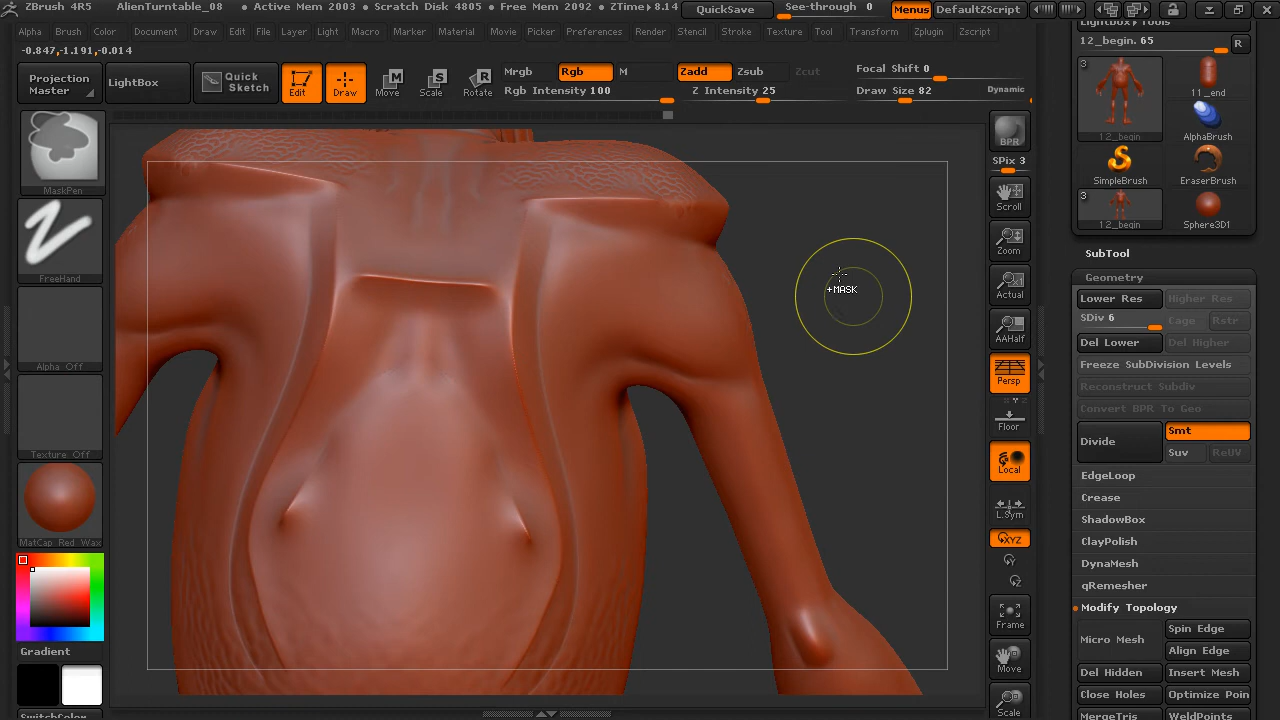 ZBrush 4R5 AlienTurntable_08 • Active Mem 2003 • Scratch Disk 4805 • Free Mem 2092 • ZTime▸8.14 QuickSave See-through 0 Menus DefaultZScript
Alpha Brush Color Document Draw Edit File Layer Light Macro Marker Material Movie Picker Preferences Render Stencil Stroke Texture Tool Transform Zplugin Zscript
-0.847,-1.191,-0.014
Projection Master
LightBox
Quick Sketch
Edit
Draw
Move
Scale
Rotate
Mrgb Rgb M
Rgb Intensity 100
Zadd Zsub Zcut
Z Intensity 25
Focal Shift 0
Draw Size 82 Dynamic
MaskPen
FreeHand
Alpha Off
Texture Off
MatCap Red Wax
Gradient
SwitchColor
+MASK
BPR
SPix 3
Scroll
Zoom
Actual
AAHalf
Persp
Floor
Local
L.Sym
XYZ
Y
Z
Frame
Move
Scale
LightBox▸Tools
12_begin. 65 R
3
12_begin
11_end
AlphaBrush
SimpleBrush
EraserBrush
3
12_begin
Sphere3D1
SubTool
Geometry
Lower Res Higher Res
SDiv 6 Cage Rstr
Del Lower Del Higher
Freeze SubDivision Levels
Reconstruct Subdiv
Convert BPR To Geo
Divide Smt
Suv ReUV
EdgeLoop
Crease
ShadowBox
ClayPolish
DynaMesh
qRemesher
Modify Topology
Micro Mesh Spin Edge
Align Edge
Del Hidden Insert Mesh
Close Holes Optimize Poin
MergeTris WeldPoints